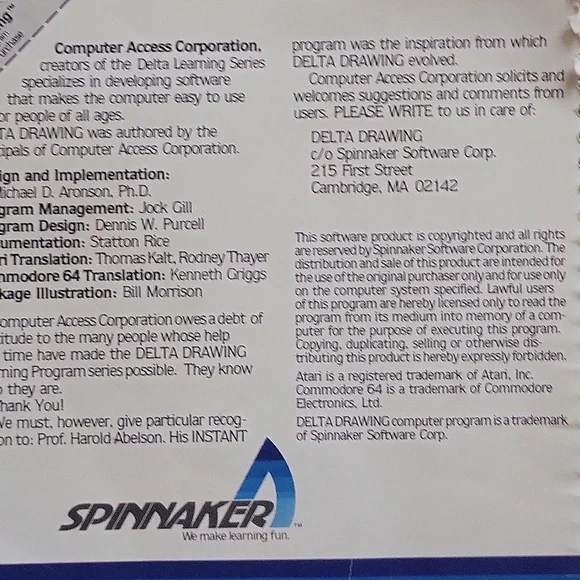 Computer Access Corporation,
creators of the Delta Learning Series
specializes in developing software
that makes the computer easy to use
or people of all ages.
TA DRAWING was authored by the
ipals of Computer Access Corporation.
ign and Implementation:
ichael D. Aronson, Ph.D.
gram Management: Jock Gill
gram Design: Dennis W. Purcell
umentation: Statton Rice
ri Translation: Thomas Kalt, Rodney Thayer
mmodore 64 Translation: Kenneth Griggs
kage Illustration: Bill Morrison
omputer Access Corporation owes a debt of
itude to the many people whose help
time have made the DELTA DRAWING
ning Program series possible. They know
they are.
hank You!
We must, however, give particular recog-
on to: Prof. Harold Abelson. His INSTANT
program was the inspiration from which
DELTA DRAWING evolved.
Computer Access Corporation solicits and
welcomes suggestions and comments from
users. PLEASE WRITE to us in care of:
DELTA DRAWING
c/o Spinnaker Software Corp.
215 First Street
Cambridge, MA 02142
This software product is copyrighted and all rights
are reserved by Spinnaker Software Corporation. The
distribution and sale of this product are intended for
the use of the original purchaser only and for use only
on the computer system specified. Lawful users
of this program are hereby licensed only to read the
program from its medium into memory of a com-
puter for the purpose of executing this program.
Copying, duplicating, selling or otherwise dis-
tributing this product is hereby expressly forbidden.
Atari is a registered trademark of Atari, Inc.
Commodore 64 is a trademark of Commodore
Electronics, Ltd.
DELTA DRAWING computer program is a trademark
of Spinnaker Software Corp.
SPINNAKER™
We make learning fun.